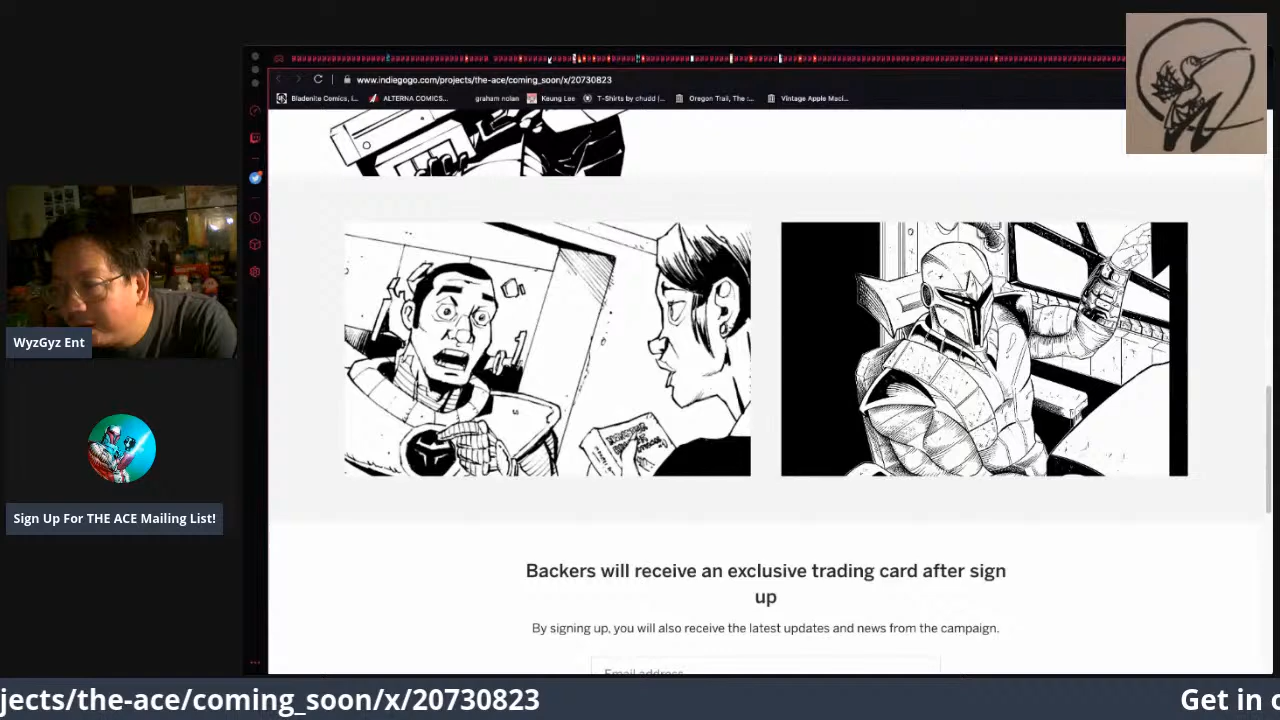 www.indiegogo.com/projects/the-ace/coming_soon/x/20730823
Bladenite Comics, i... ALTERNA COMICS... graham nolan Kaung Lee T-Shirts by chudd |... Oregon Trail, The :... Vintage Apple Maci...
WyzGyz Ent
Sign Up For THE ACE Mailing List!
Backers will receive an exclusive trading card after sign
up
By signing up, you will also receive the latest updates and news from the campaign.
Email address
jects/the-ace/coming_soon/x/20730823
Get in o